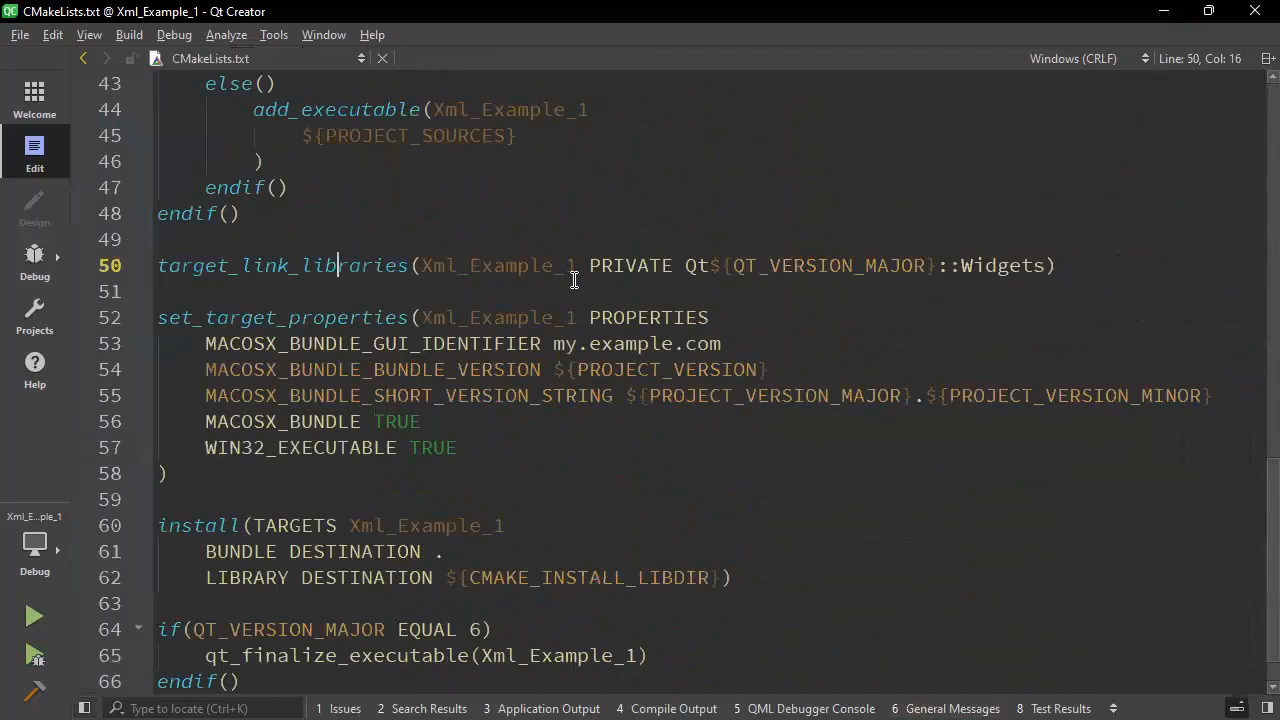 CMakeLists.txt @ Xml_Example_1 - Qt Creator
File Edit View Build Debug Analyze Tools Window Help
CMakeLists.txt Windows (CRLF) Line: 50, Col: 16
Welcome
Edit
Design
Debug
Projects
Help
Xml_E...ple_1
Debug
43 else()
44 add_executable(Xml_Example_1
45 ${PROJECT_SOURCES}
46 )
47 endif()
48 endif()
49
50 target_link_libraries(Xml_Example_1 PRIVATE Qt${QT_VERSION_MAJOR}::Widgets)
51
52 set_target_properties(Xml_Example_1 PROPERTIES
53 MACOSX_BUNDLE_GUI_IDENTIFIER my.example.com
54 MACOSX_BUNDLE_BUNDLE_VERSION ${PROJECT_VERSION}
55 MACOSX_BUNDLE_SHORT_VERSION_STRING ${PROJECT_VERSION_MAJOR}.${PROJECT_VERSION_MINOR}
56 MACOSX_BUNDLE TRUE
57 WIN32_EXECUTABLE TRUE
58 )
59
60 install(TARGETS Xml_Example_1
61 BUNDLE DESTINATION .
62 LIBRARY DESTINATION ${CMAKE_INSTALL_LIBDIR})
63
64 if(QT_VERSION_MAJOR EQUAL 6)
65 qt_finalize_executable(Xml_Example_1)
66 endif()
Type to locate (Ctrl+K) 1 Issues 2 Search Results 3 Application Output 4 Compile Output 5 QML Debugger Console 6 General Messages 8 Test Results